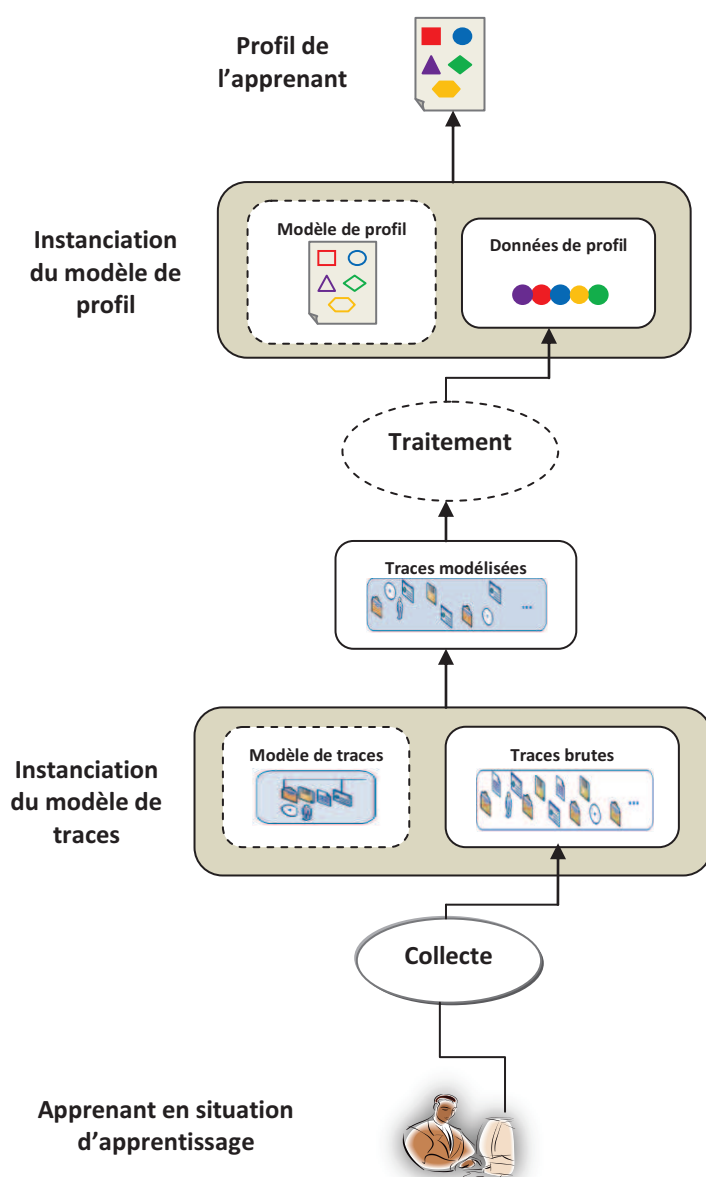 Profil de
l’apprenant
Instanciation
du modèle de
profil
Modèle de profil
Données de profil
Traitement
Traces modélisées
...
Instanciation
du modèle de
traces
Modèle de traces
Traces brutes
...
Collecte
Apprenant en situation
d’apprentissage